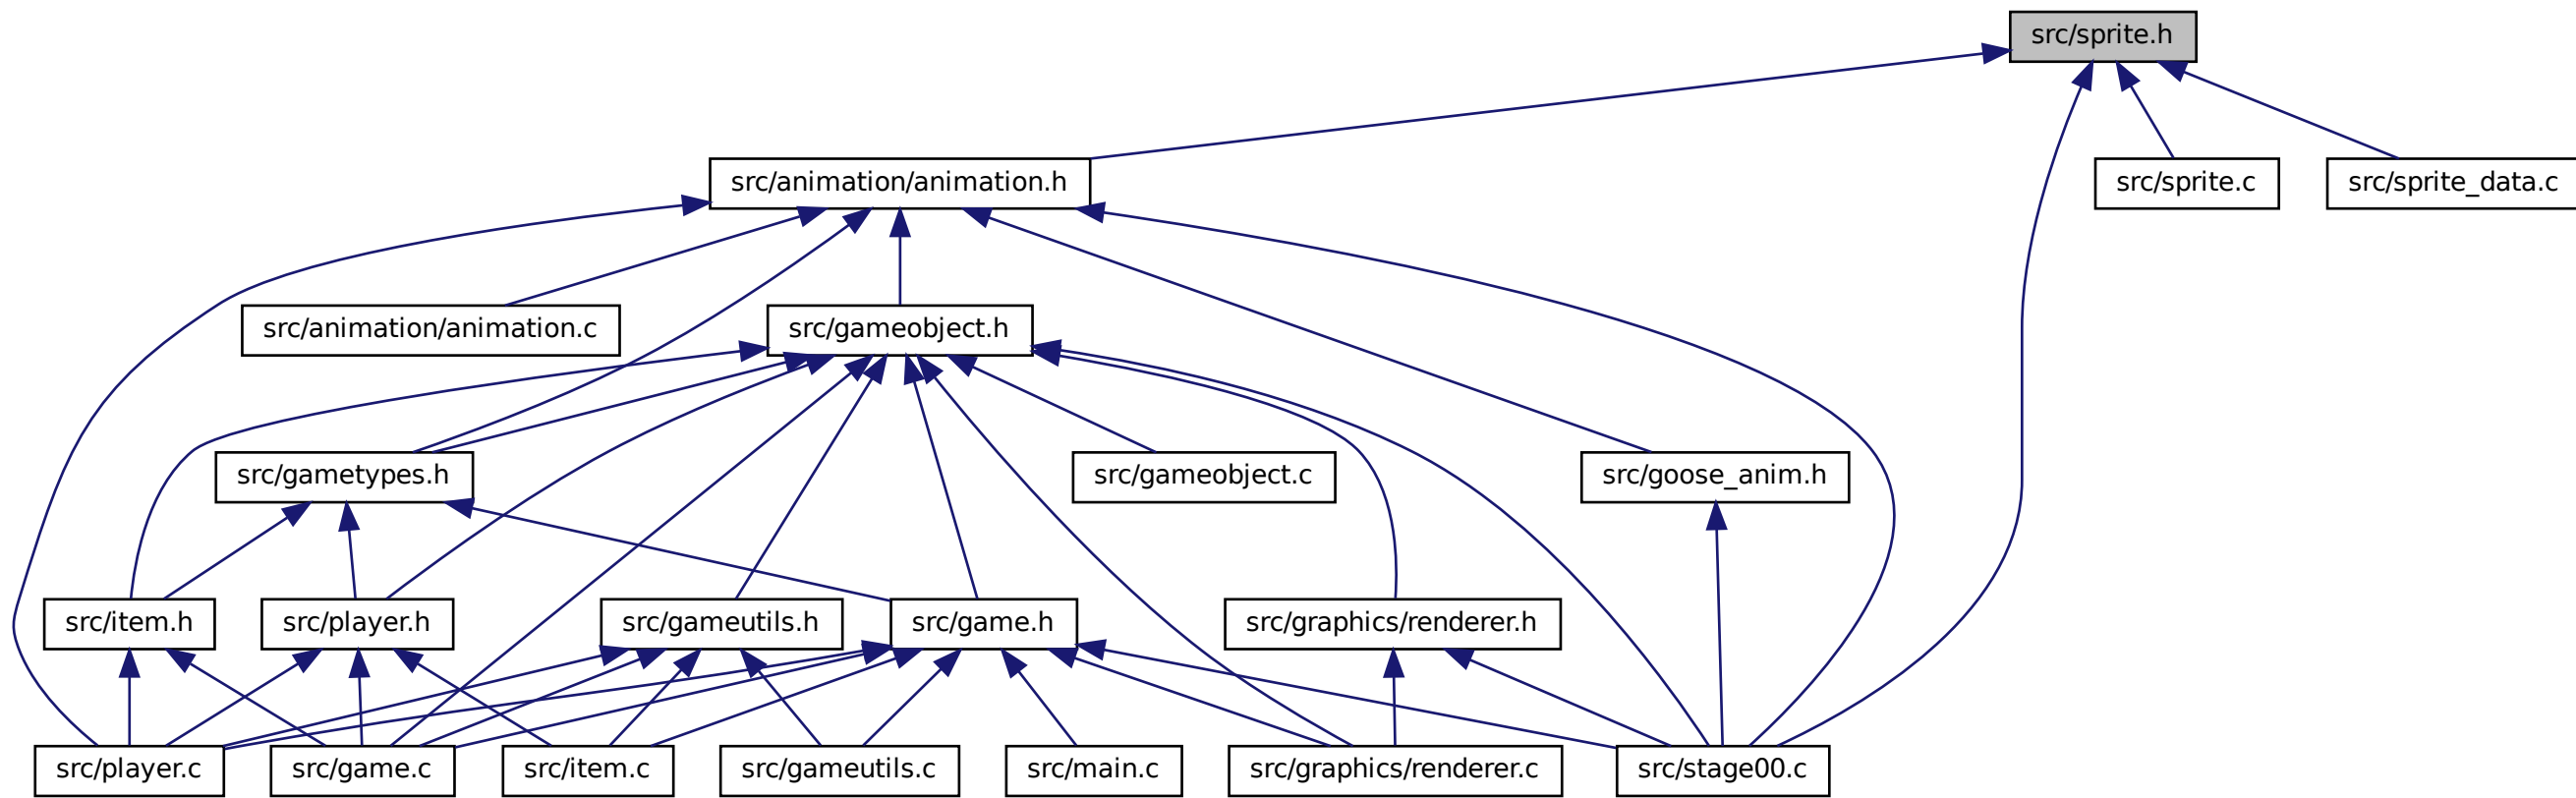 src/sprite.h
src/animation/animation.h
src/sprite.c
src/sprite_data.c
src/animation/animation.c
src/gameobject.h
src/gametypes.h
src/gameobject.c
src/goose_anim.h
src/item.h
src/player.h
src/gameutils.h
src/game.h
src/graphics/renderer.h
src/player.c
src/game.c
src/item.c
src/gameutils.c
src/main.c
src/graphics/renderer.c
src/stage00.c